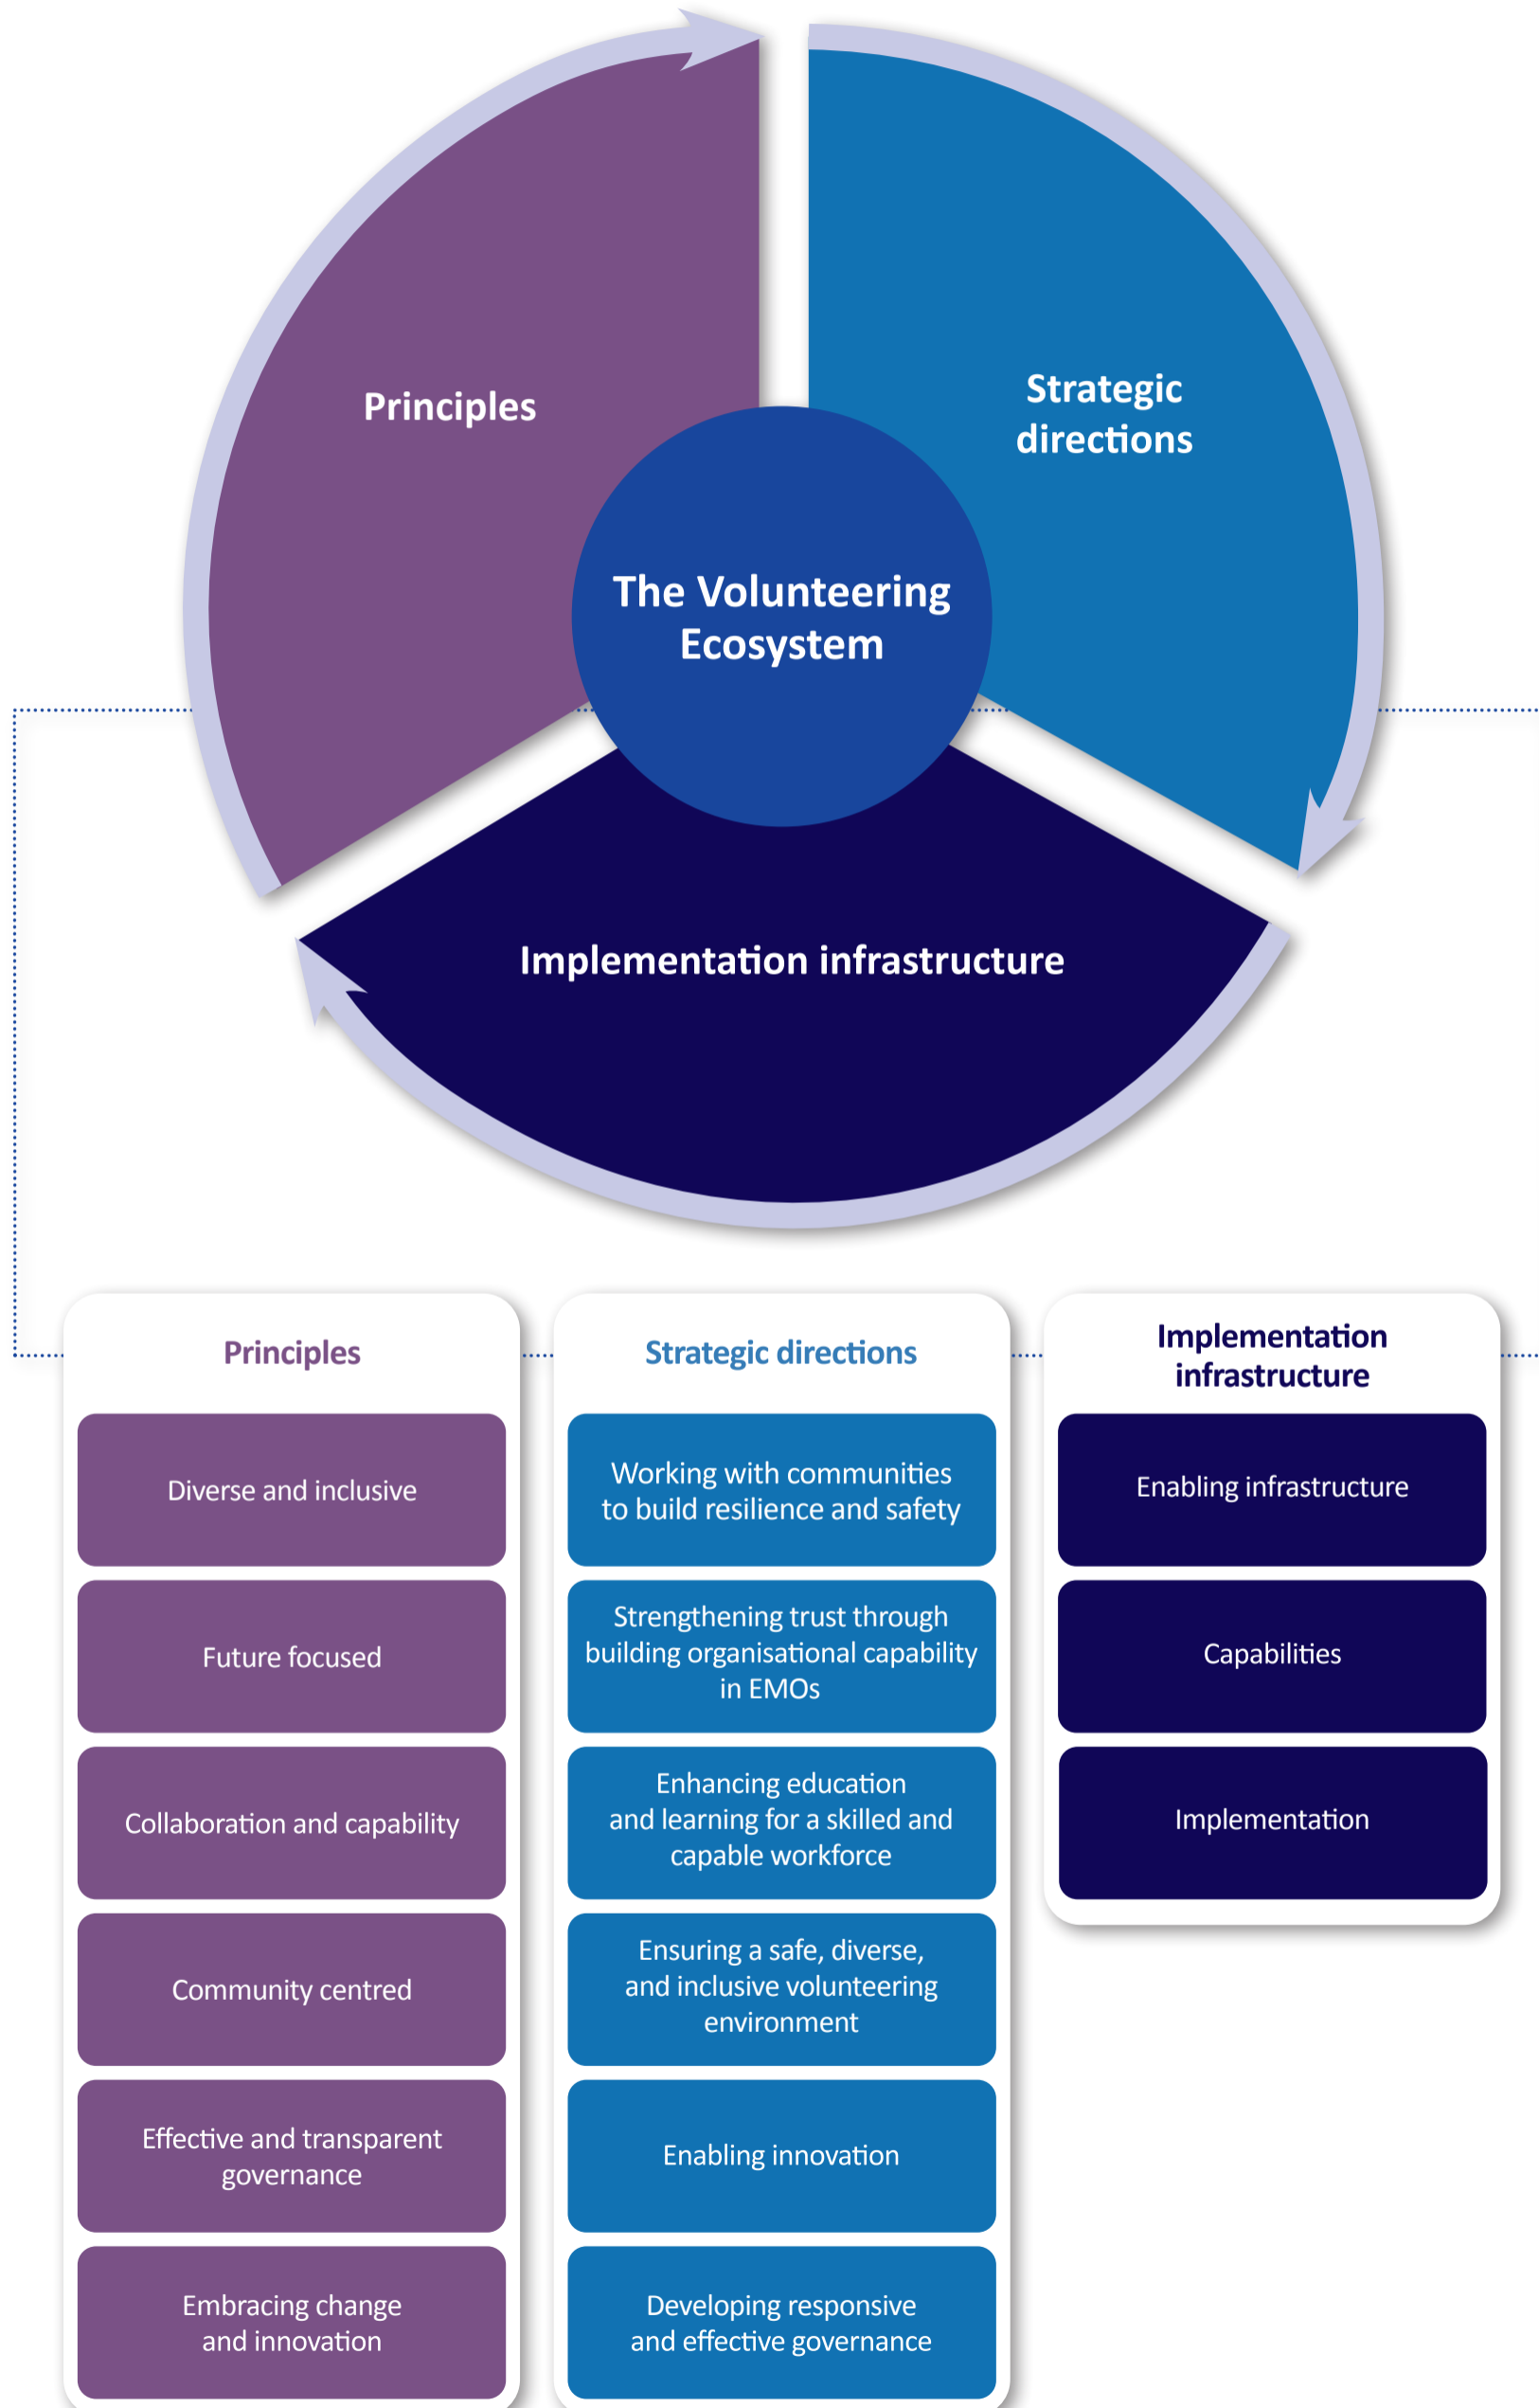 Principles
Strategic
directions
The Volunteering
Ecosystem
Implementation infrastructure
Principles
Diverse and inclusive
Future focused
Collaboration and capability
Community centred
Effective and transparent
governance
Embracing change
and innovation
Strategic directions
Working with communities
to build resilience and safety
Strengthening trust through
building organisational capability
in EMOs
Enhancing education
and learning for a skilled and
capable workforce
Ensuring a safe, diverse,
and inclusive volunteering
environment
Enabling innovation
Developing responsive
and effective governance
Implementation
infrastructure
Enabling infrastructure
Capabilities
Implementation